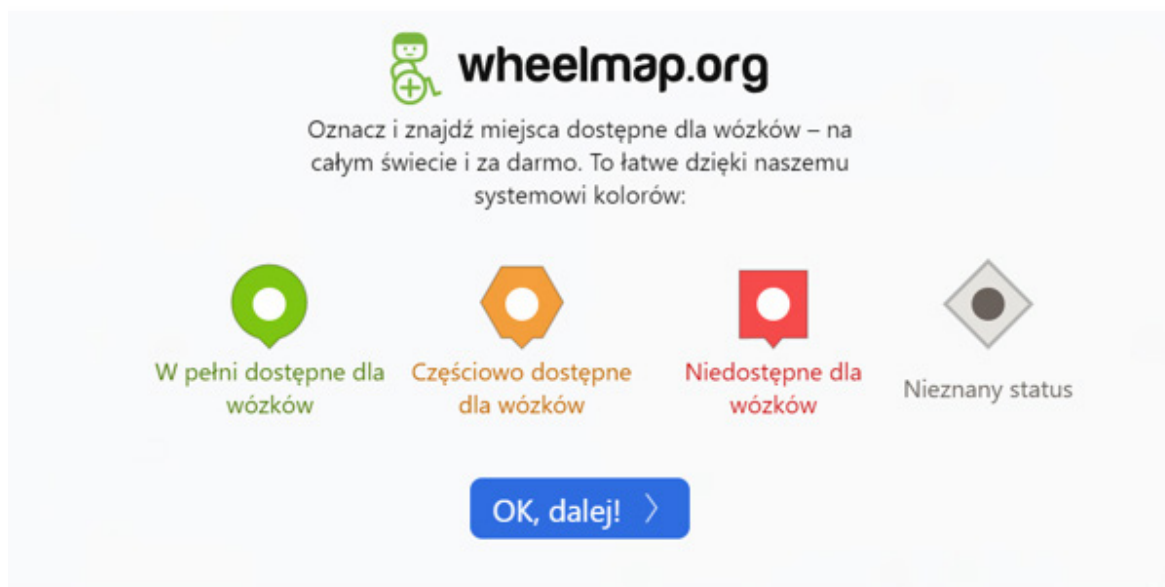 wheelmap.org
Oznacz i znajdź miejsca dostępne dla wózków – na
całym świecie i za darmo. To łatwe dzięki naszemu
systemowi kolorów:
W pełni dostępne dla
wózków
Częściowo dostępne
dla wózków
Niedostępne dla
wózków
Nieznany status
OK, dalej!